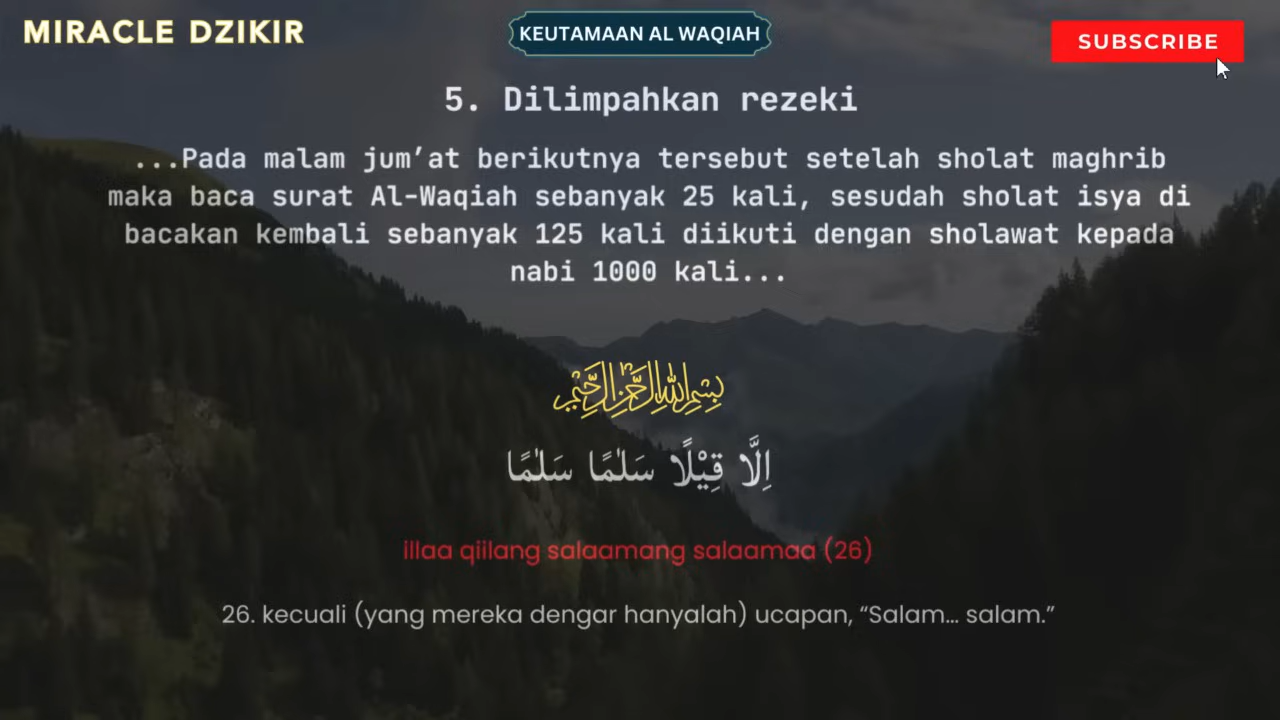 MIRACLE DZIKIR
KEUTAMAAN AL WAQIAH
SUBSCRIBE
5. Dilimpahkan rezeki
...Pada malam jum’at berikutnya tersebut setelah sholat maghrib
maka baca surat Al-Waqiah sebanyak 25 kali, sesudah sholat isya di
bacakan kembali sebanyak 125 kali diikuti dengan sholawat kepada
nabi 1000 kali...
بِسْمِ اللهِ الرَّحْمٰنِ الرَّحِيْمِ
اِلَّا قِيْلًا سَلٰمًا سَلٰمًا
illaa qiilang salaamang salaamaa (26)
26. kecuali (yang mereka dengar hanyalah) ucapan, “Salam... salam.”